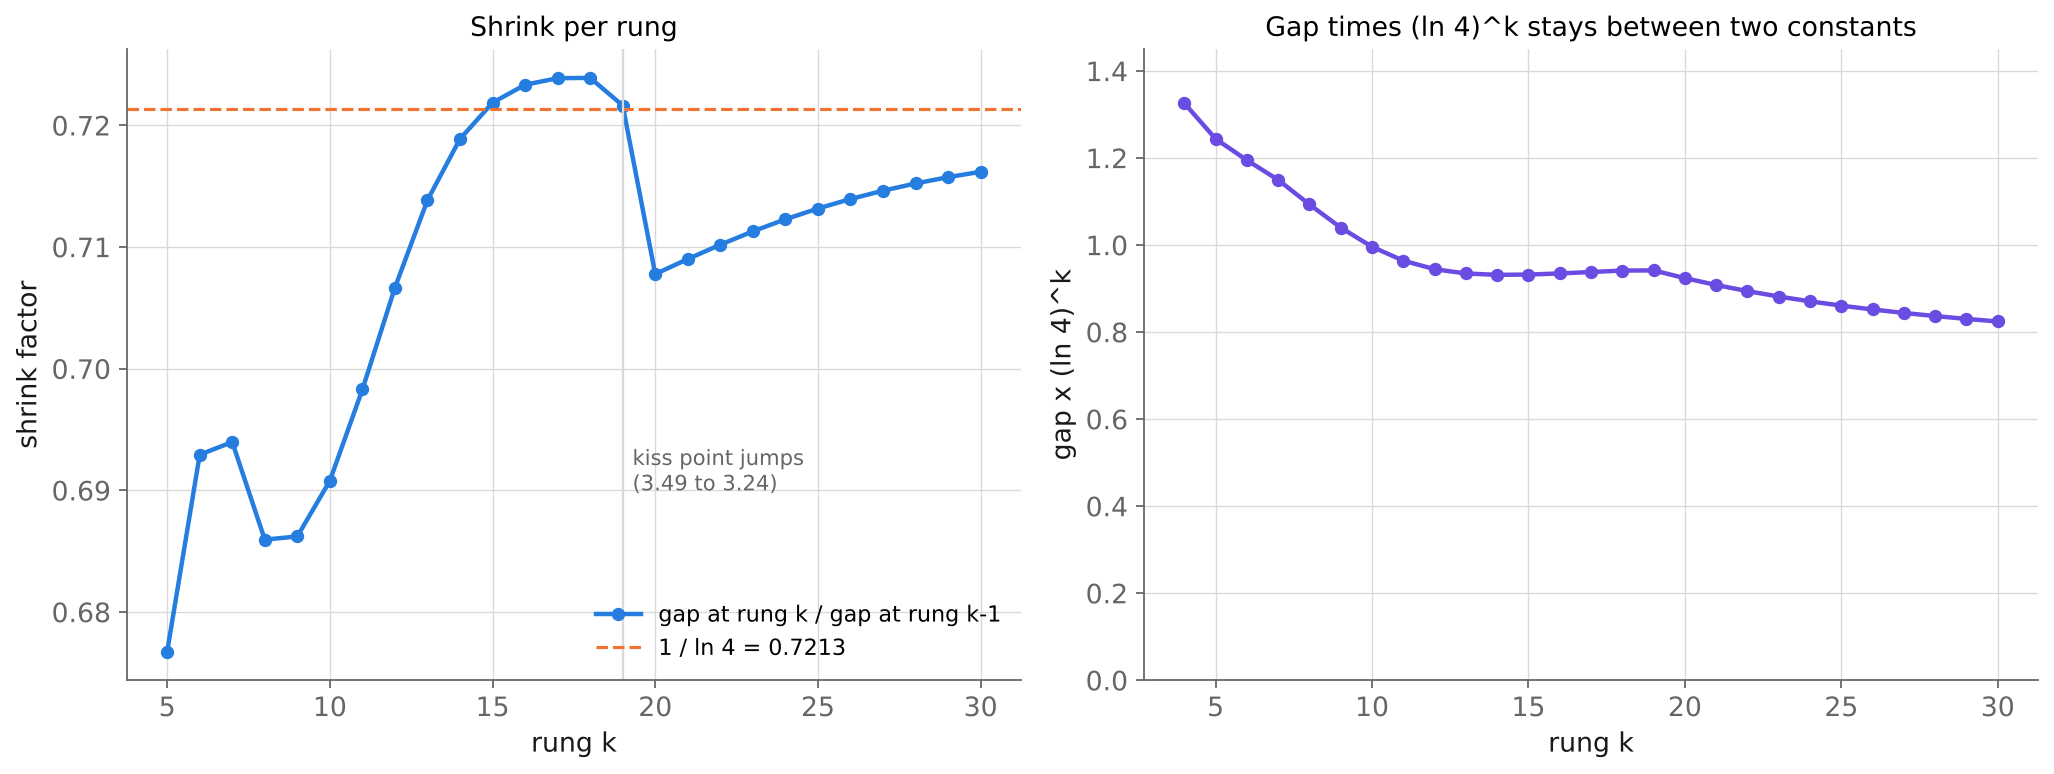 Shrink per rung
shrink factor
0.72
0.71
0.70
0.69
0.68
kiss point jumps
(3.49 to 3.24)
gap at rung k / gap at rung k-1
1 / ln 4 = 0.7213
5 10 15 20 25 30
rung k
Gap times (ln 4)^k stays between two constants
gap x (ln 4)^k
1.4
1.2
1.0
0.8
0.6
0.4
0.2
0.0
5 10 15 20 25 30
rung k